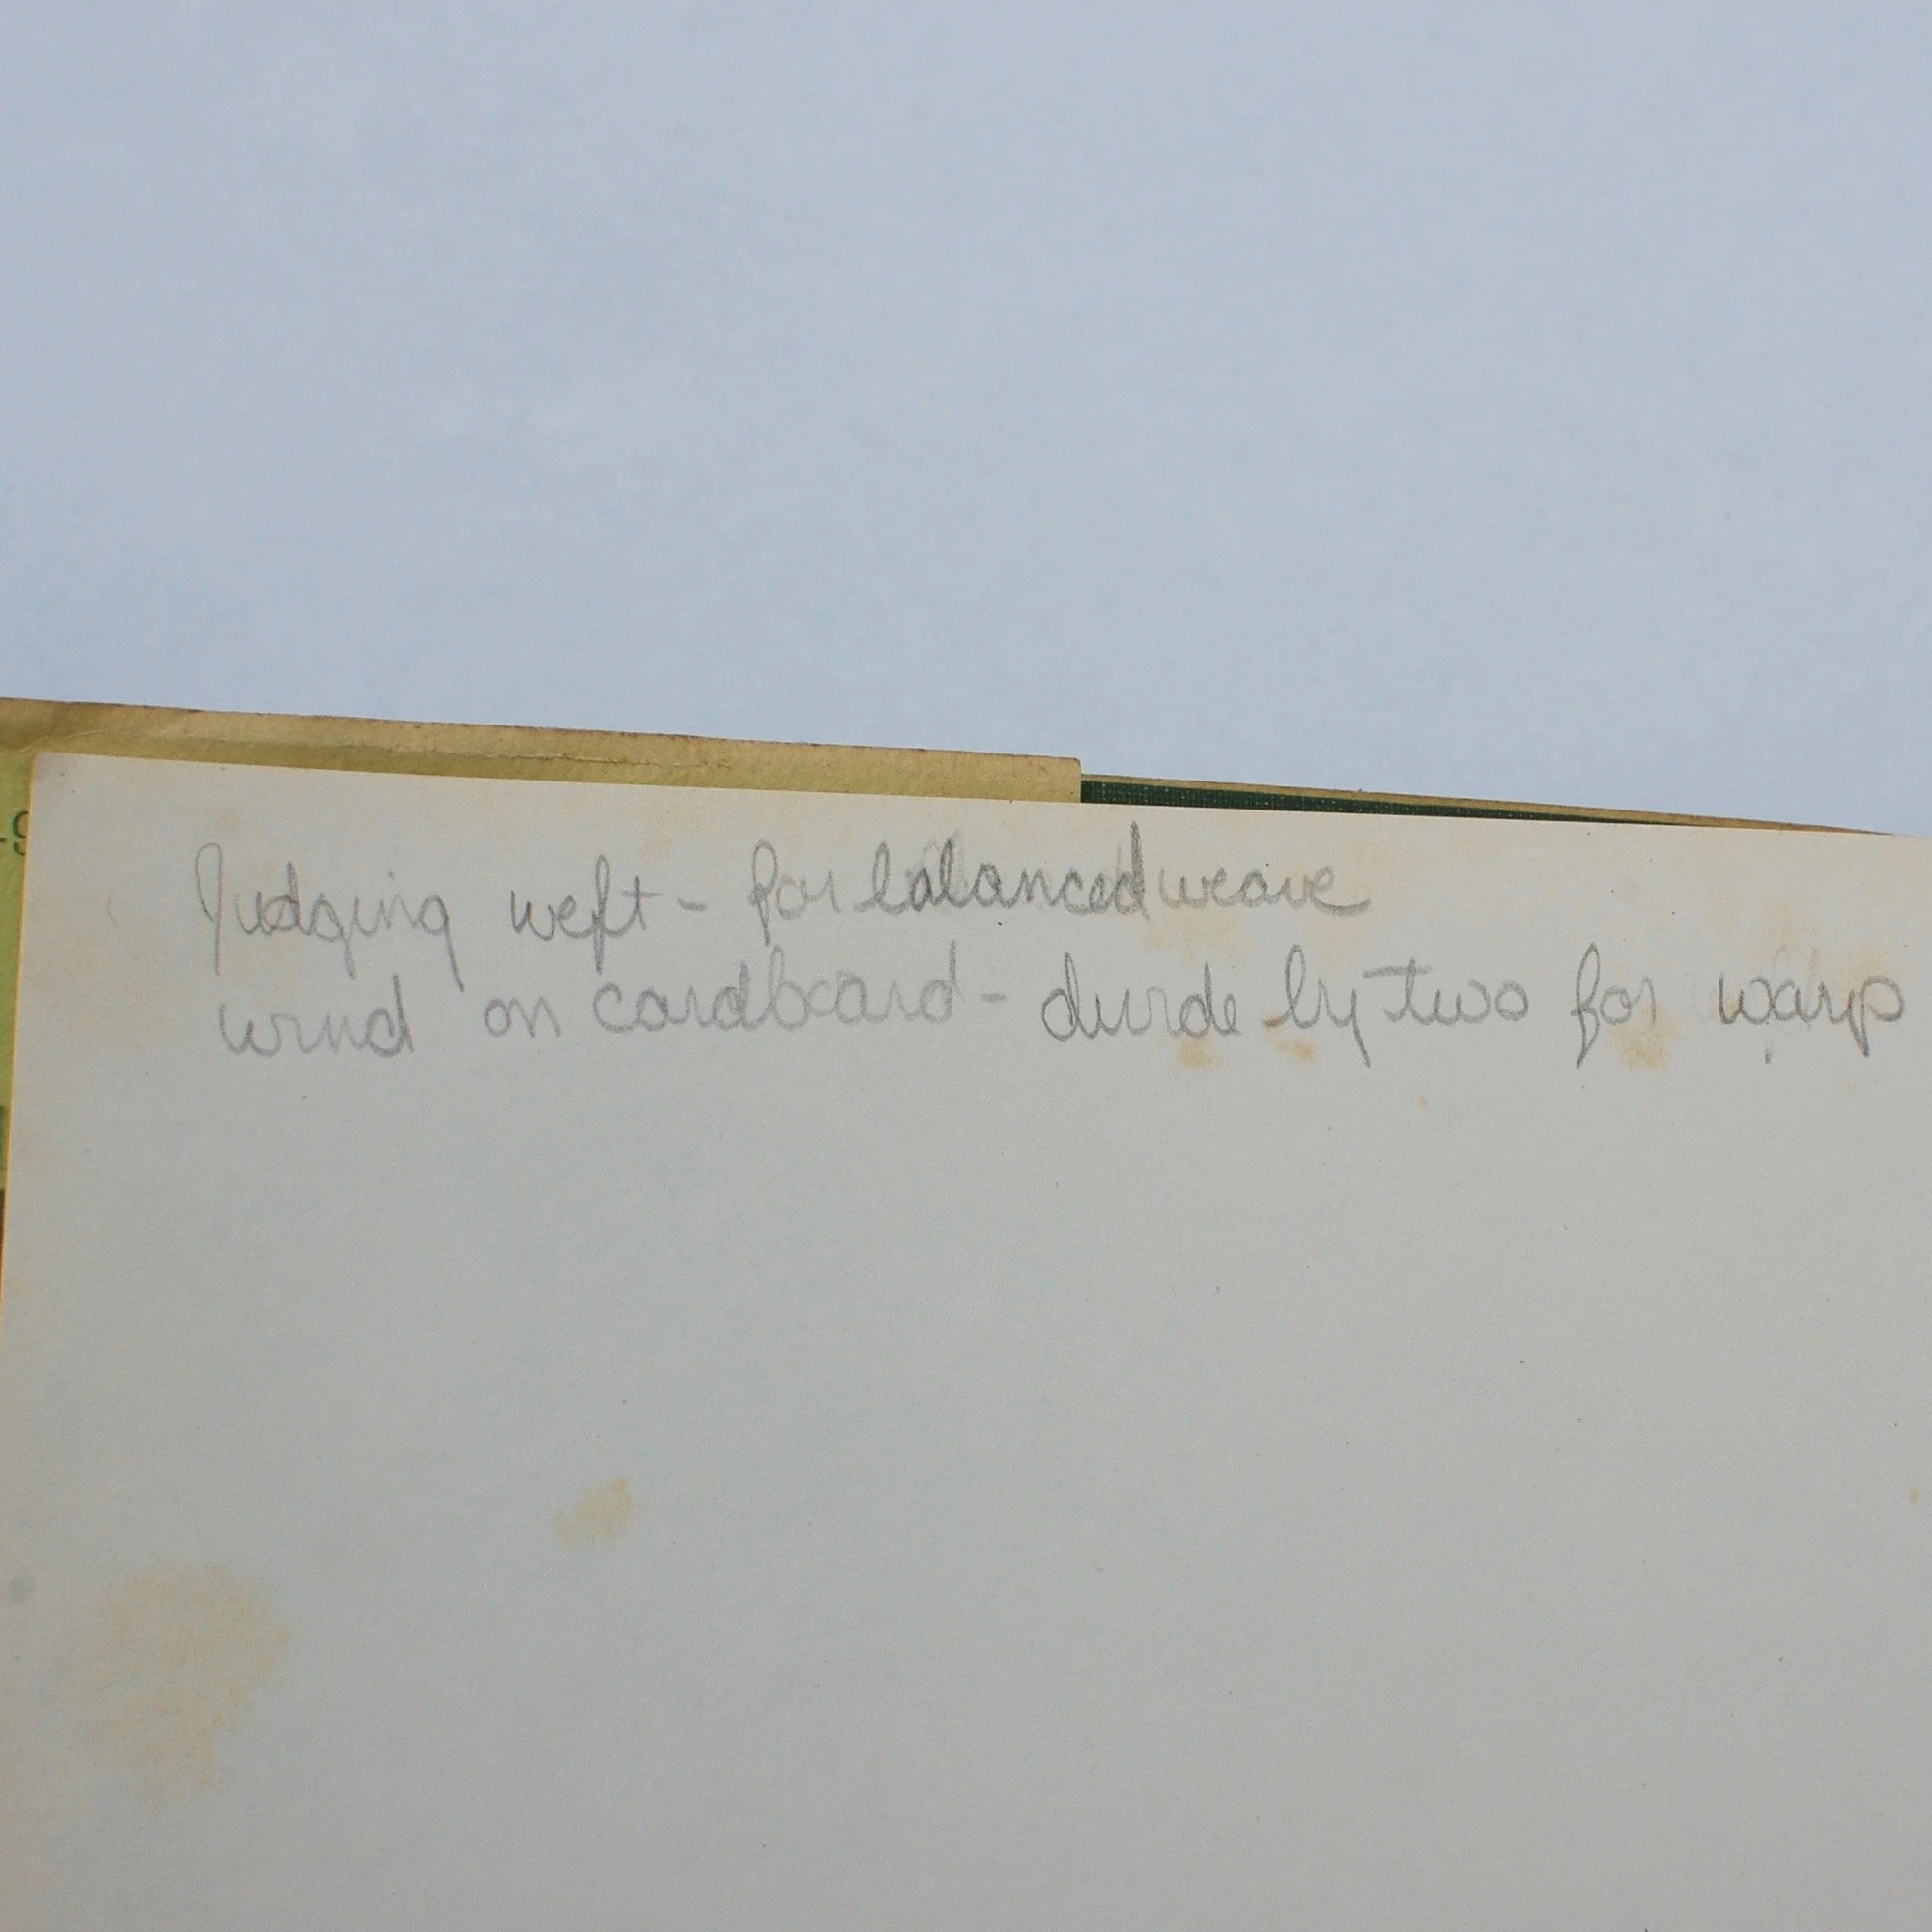 Judging weft - for balanced weave
wind on cardboard - divide by two for warp